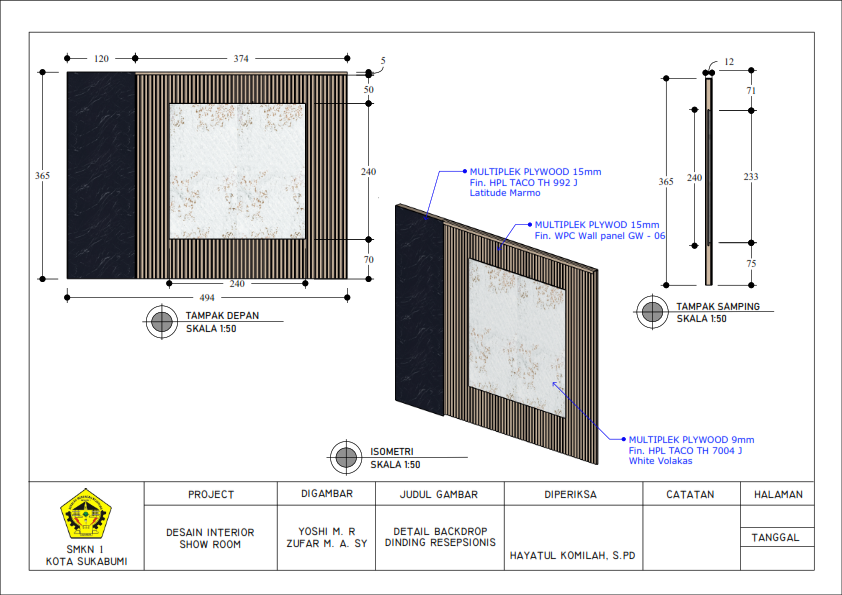 120
374
5
50
365
240
70
240
494
TAMPAK DEPAN
SKALA 1:50
12
71
365
240
233
75
TAMPAK SAMPING
SKALA 1:50
MULTIPLEK PLYWOOD 15mm
Fin. HPL TACO TH 992 J
Latitude Marmo
MULTIPLEK PLYWOD 15mm
Fin. WPC Wall panel GW - 06
MULTIPLEK PLYWOOD 9mm
Fin. HPL TACO TH 7004 J
White Volakas
ISOMETRI
SKALA 1:50
SMKN 1
KOTA SUKABUMI
PROJECT
DESAIN INTERIOR
SHOW ROOM
DIGAMBAR
YOSHI M. R
ZUFAR M. A. SY
JUDUL GAMBAR
DETAIL BACKDROP
DINDING RESEPSIONIS
DIPERIKSA
HAYATUL KOMILAH, S.PD
CATATAN
HALAMAN
TANGGAL